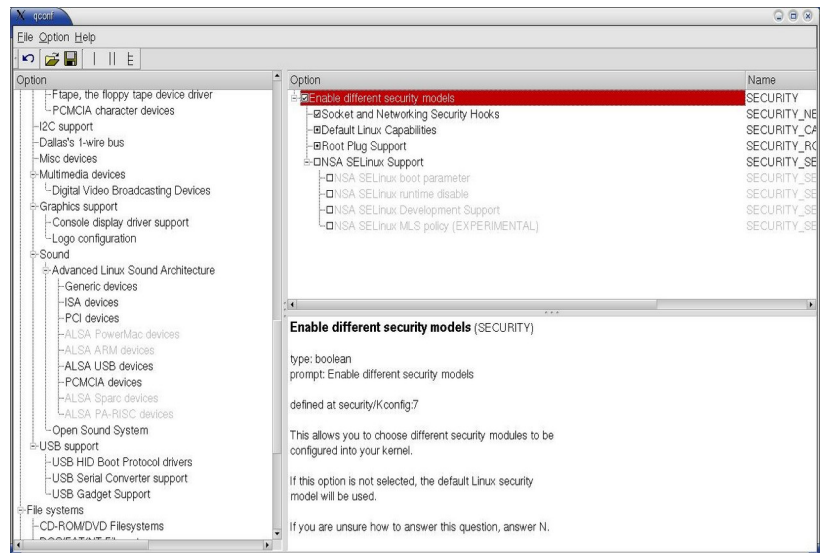 X qconf
File Option Help
Option
Ftape, the floppy tape device driver
PCMCIA character devices
I2C support
Dallas's 1-wire bus
Misc devices
Multimedia devices
Digital Video Broadcasting Devices
Graphics support
Console display driver support
Logo configuration
Sound
Advanced Linux Sound Architecture
Generic devices
ISA devices
PCI devices
ALSA PowerMac devices
ALSA ARM devices
ALSA USB devices
PCMCIA devices
ALSA Sparc devices
ALSA PA-RISC devices
Open Sound System
USB support
USB HID Boot Protocol drivers
USB Serial Converter support
USB Gadget Support
File systems
CD-ROM/DVD Filesystems
Option Name
Enable different security models SECURITY
Socket and Networking Security Hooks SECURITY_NE
Default Linux Capabilities SECURITY_CA
Root Plug Support SECURITY_RO
NSA SELinux Support SECURITY_SE
NSA SELinux boot parameter SECURITY_SE
NSA SELinux runtime disable SECURITY_SE
NSA SELinux Development Support SECURITY_SE
NSA SELinux MLS policy (EXPERIMENTAL) SECURITY_SE
Enable different security models (SECURITY)
type: boolean
prompt: Enable different security models
defined at security/Kconfig:7
This allows you to choose different security modules to be
configured into your kernel.
If this option is not selected, the default Linux security
model will be used.
If you are unsure how to answer this question, answer N.